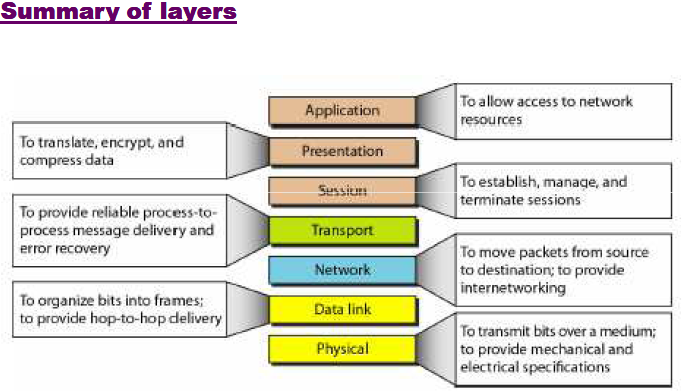 Summary of layers
Application
To allow access to network
resources
To translate, encrypt, and
compress data
Presentation
Session
To establish, manage, and
terminate sessions
To provide reliable process-to-
process message delivery and
error recovery
Transport
Network
To move packets from source
to destination; to provide
internetworking
To organize bits into frames;
to provide hop-to-hop delivery
Data link
Physical
To transmit bits over a medium;
to provide mechanical and
electrical specifications